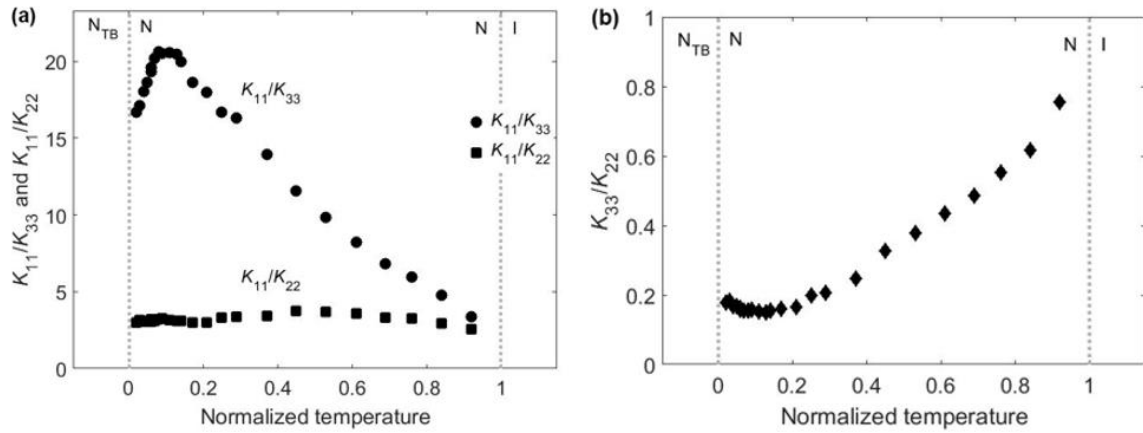 (a)
N_TB N
N I
20
15
10
5
0
K₁₁/K₃₃ and K₁₁/K₂₂
K₁₁/K₃₃
K₁₁/K₃₃
K₁₁/K₂₂
K₁₁/K₂₂
0 0.2 0.4 0.6 0.8 1
Normalized temperature
(b)
N_TB N
N I
1
0.8
0.6
0.4
0.2
0
K₃₃/K₂₂
0 0.2 0.4 0.6 0.8 1
Normalized temperature